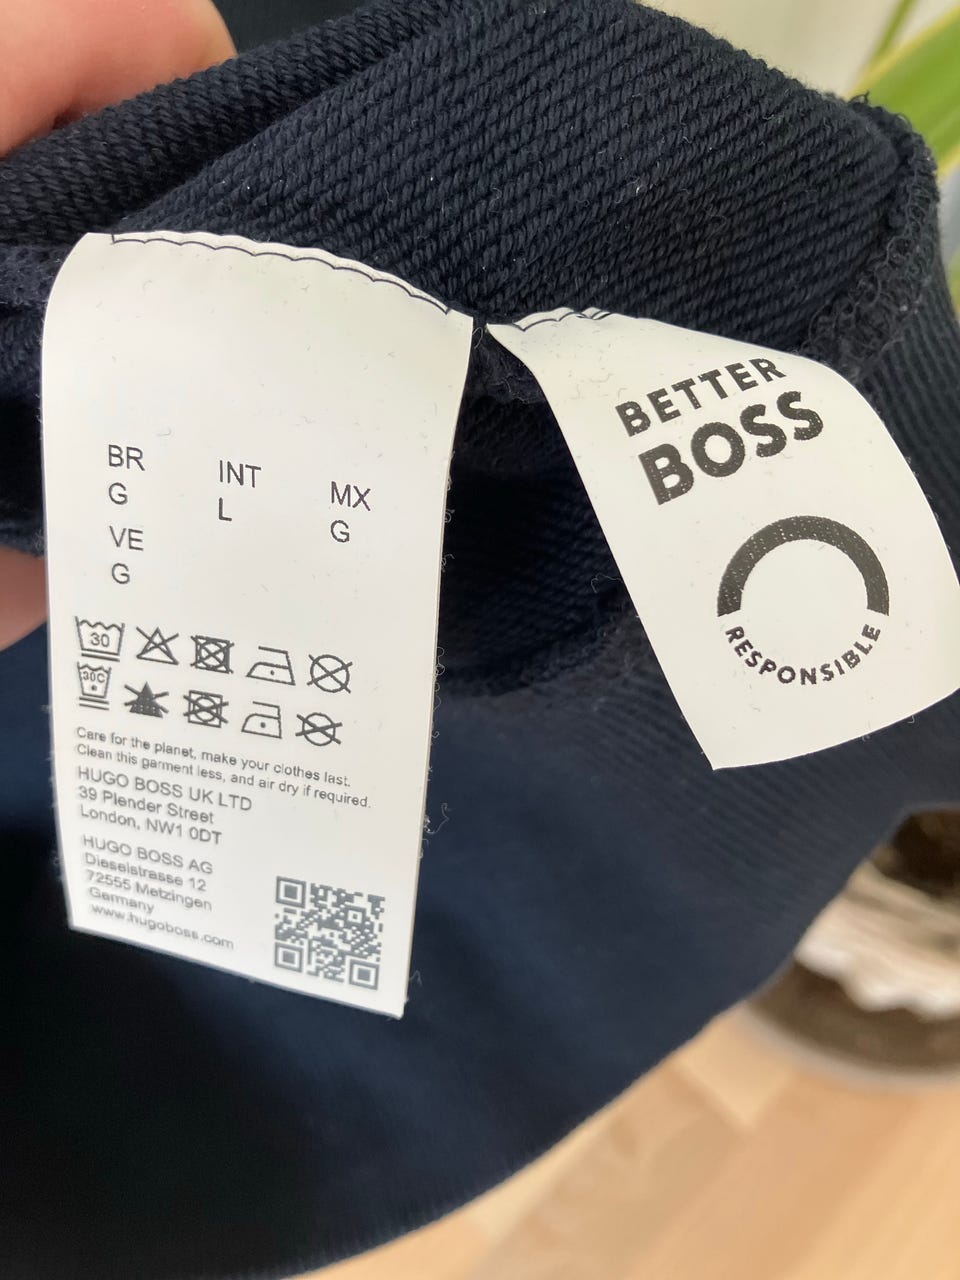 BR INT MX
G L G
VE
G
30
30C
Care for the planet, make your clothes last.
Clean this garment less, and air dry if required.
HUGO BOSS UK LTD
39 Plender Street
London, NW1 0DT
HUGO BOSS AG
Dieselstrasse 12
72555 Metzingen
Germany
www.hugoboss.com
BETTER
BOSS
RESPONSIBLE